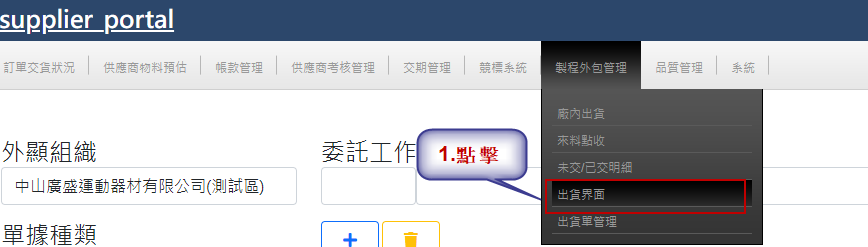 supplier_portal
訂單交貨狀況 供應商物料預估 帳款管理 供應商考核管理 交期管理 競標系統 製程外包管理 品質管理 系統
廠內出貨
來料點收
未交/已交明細
出貨界面
出貨單管理
外顯組織
委託工作
1.點擊
中山廣盛運動器材有限公司(測試區)
單據種類